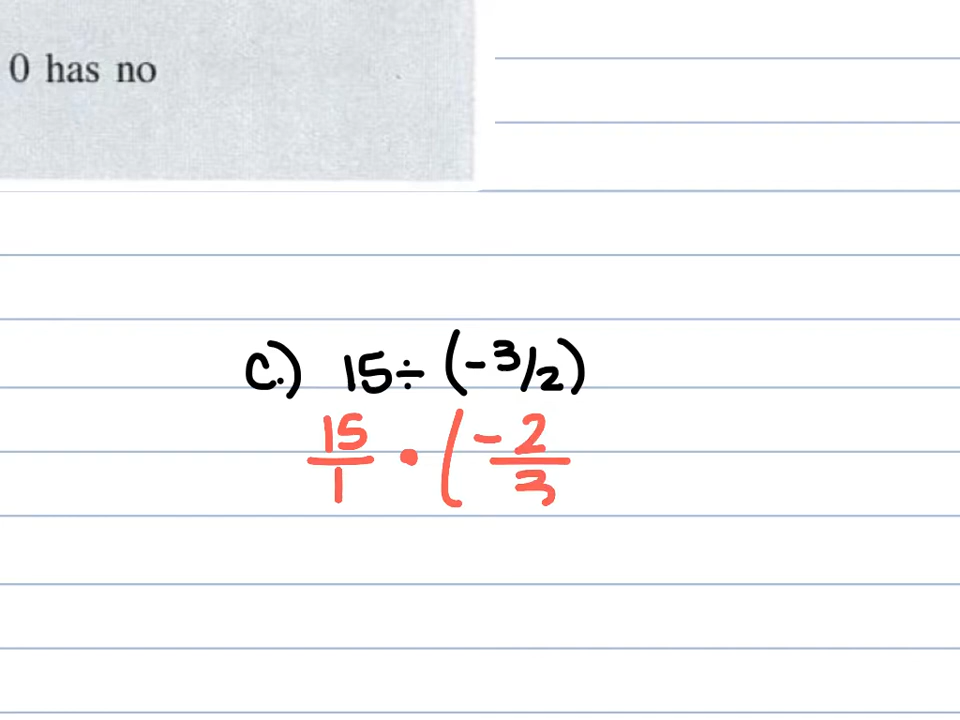 0 has no
c.) 15 ÷ (-3/2)
15/1 • (-2/3